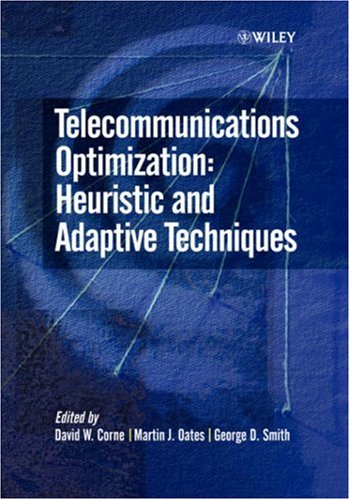 WILEY
Telecommunications
Optimization:
Heuristic and
Adaptive Techniques
Edited by
David W. Corne | Martin J. Oates | George D. Smith